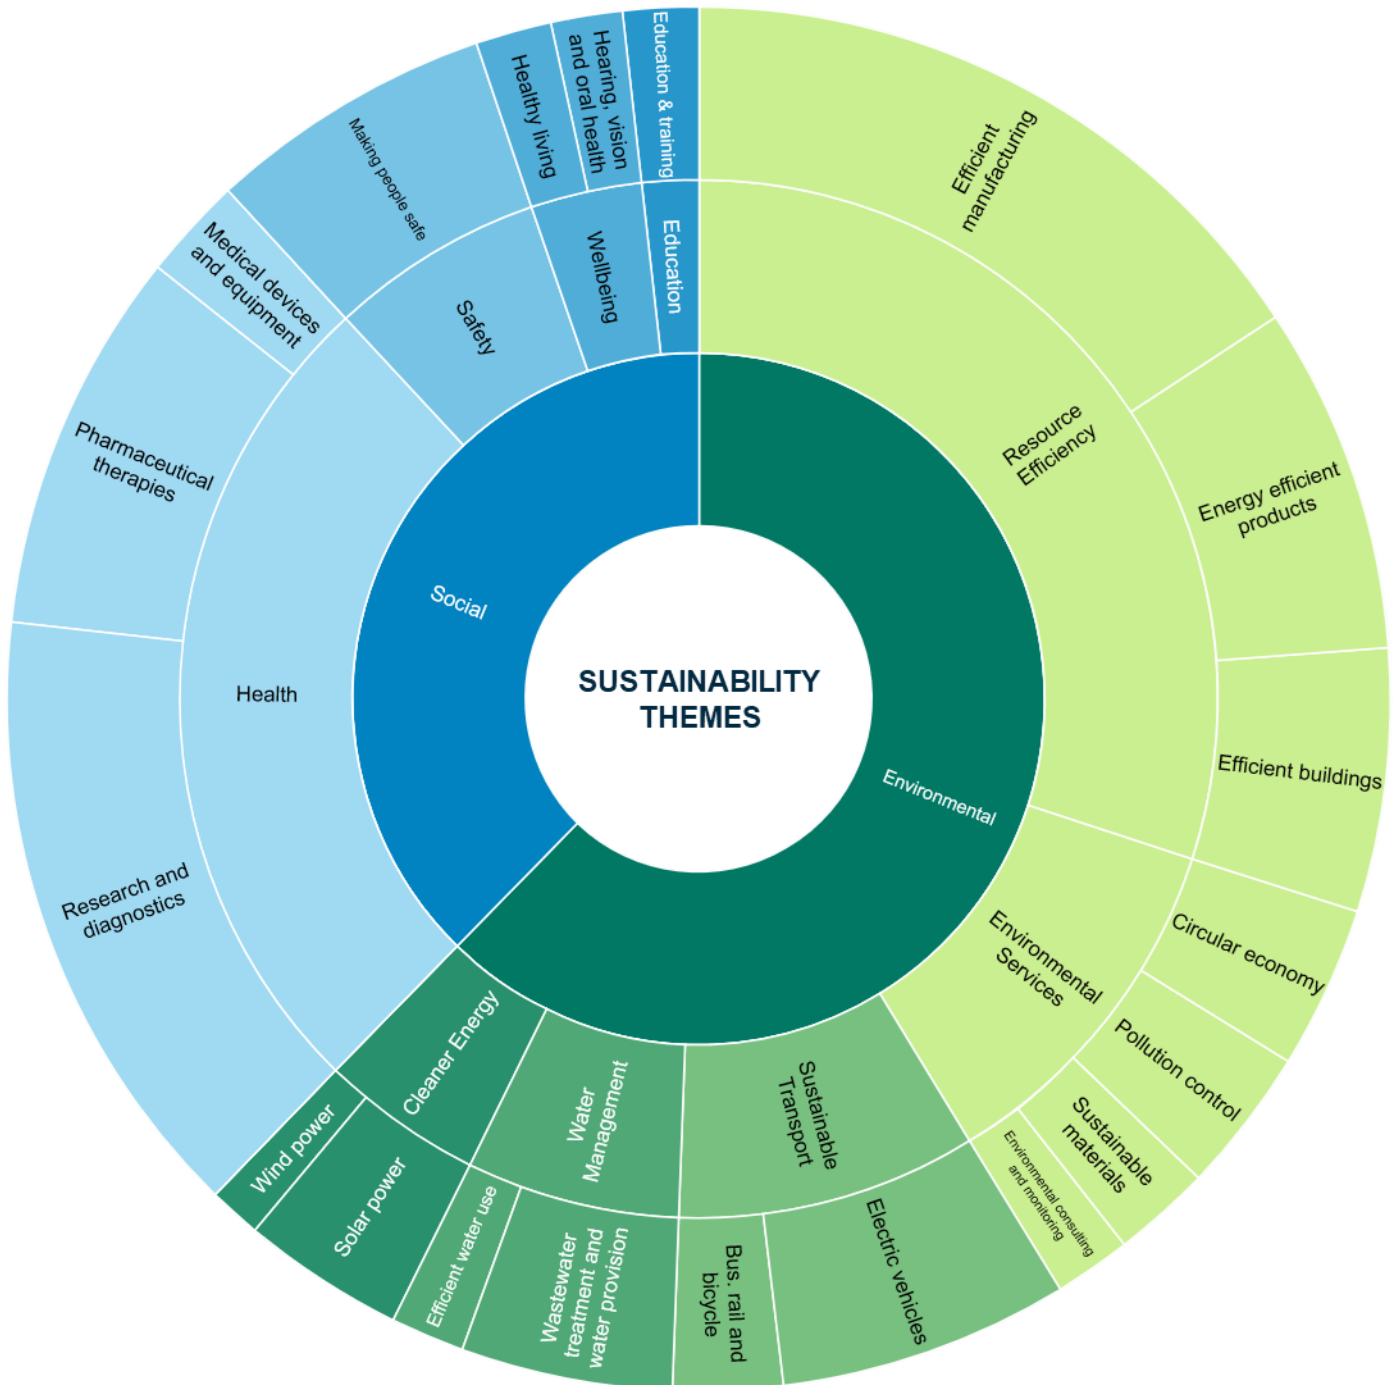 SUSTAINABILITY
THEMES
Environmental
Social
Resource
Efficiency
Efficient
manufacturing
Energy efficient
products
Efficient buildings
Environmental
Services
Circular economy
Pollution control
Sustainable
materials
Environmental consulting
and monitoring
Sustainable
Transport
Electric vehicles
Bus. rail and
bicycle
Water
Management
Wastewater
treatment and
water provision
Efficient water use
Cleaner Energy
Solar power
Wind power
Health
Research and
diagnostics
Pharmaceutical
therapies
Medical devices
and equipment
Safety
Making people safe
Wellbeing
Healthy living
Hearing, vision
and oral health
Education
Education & training